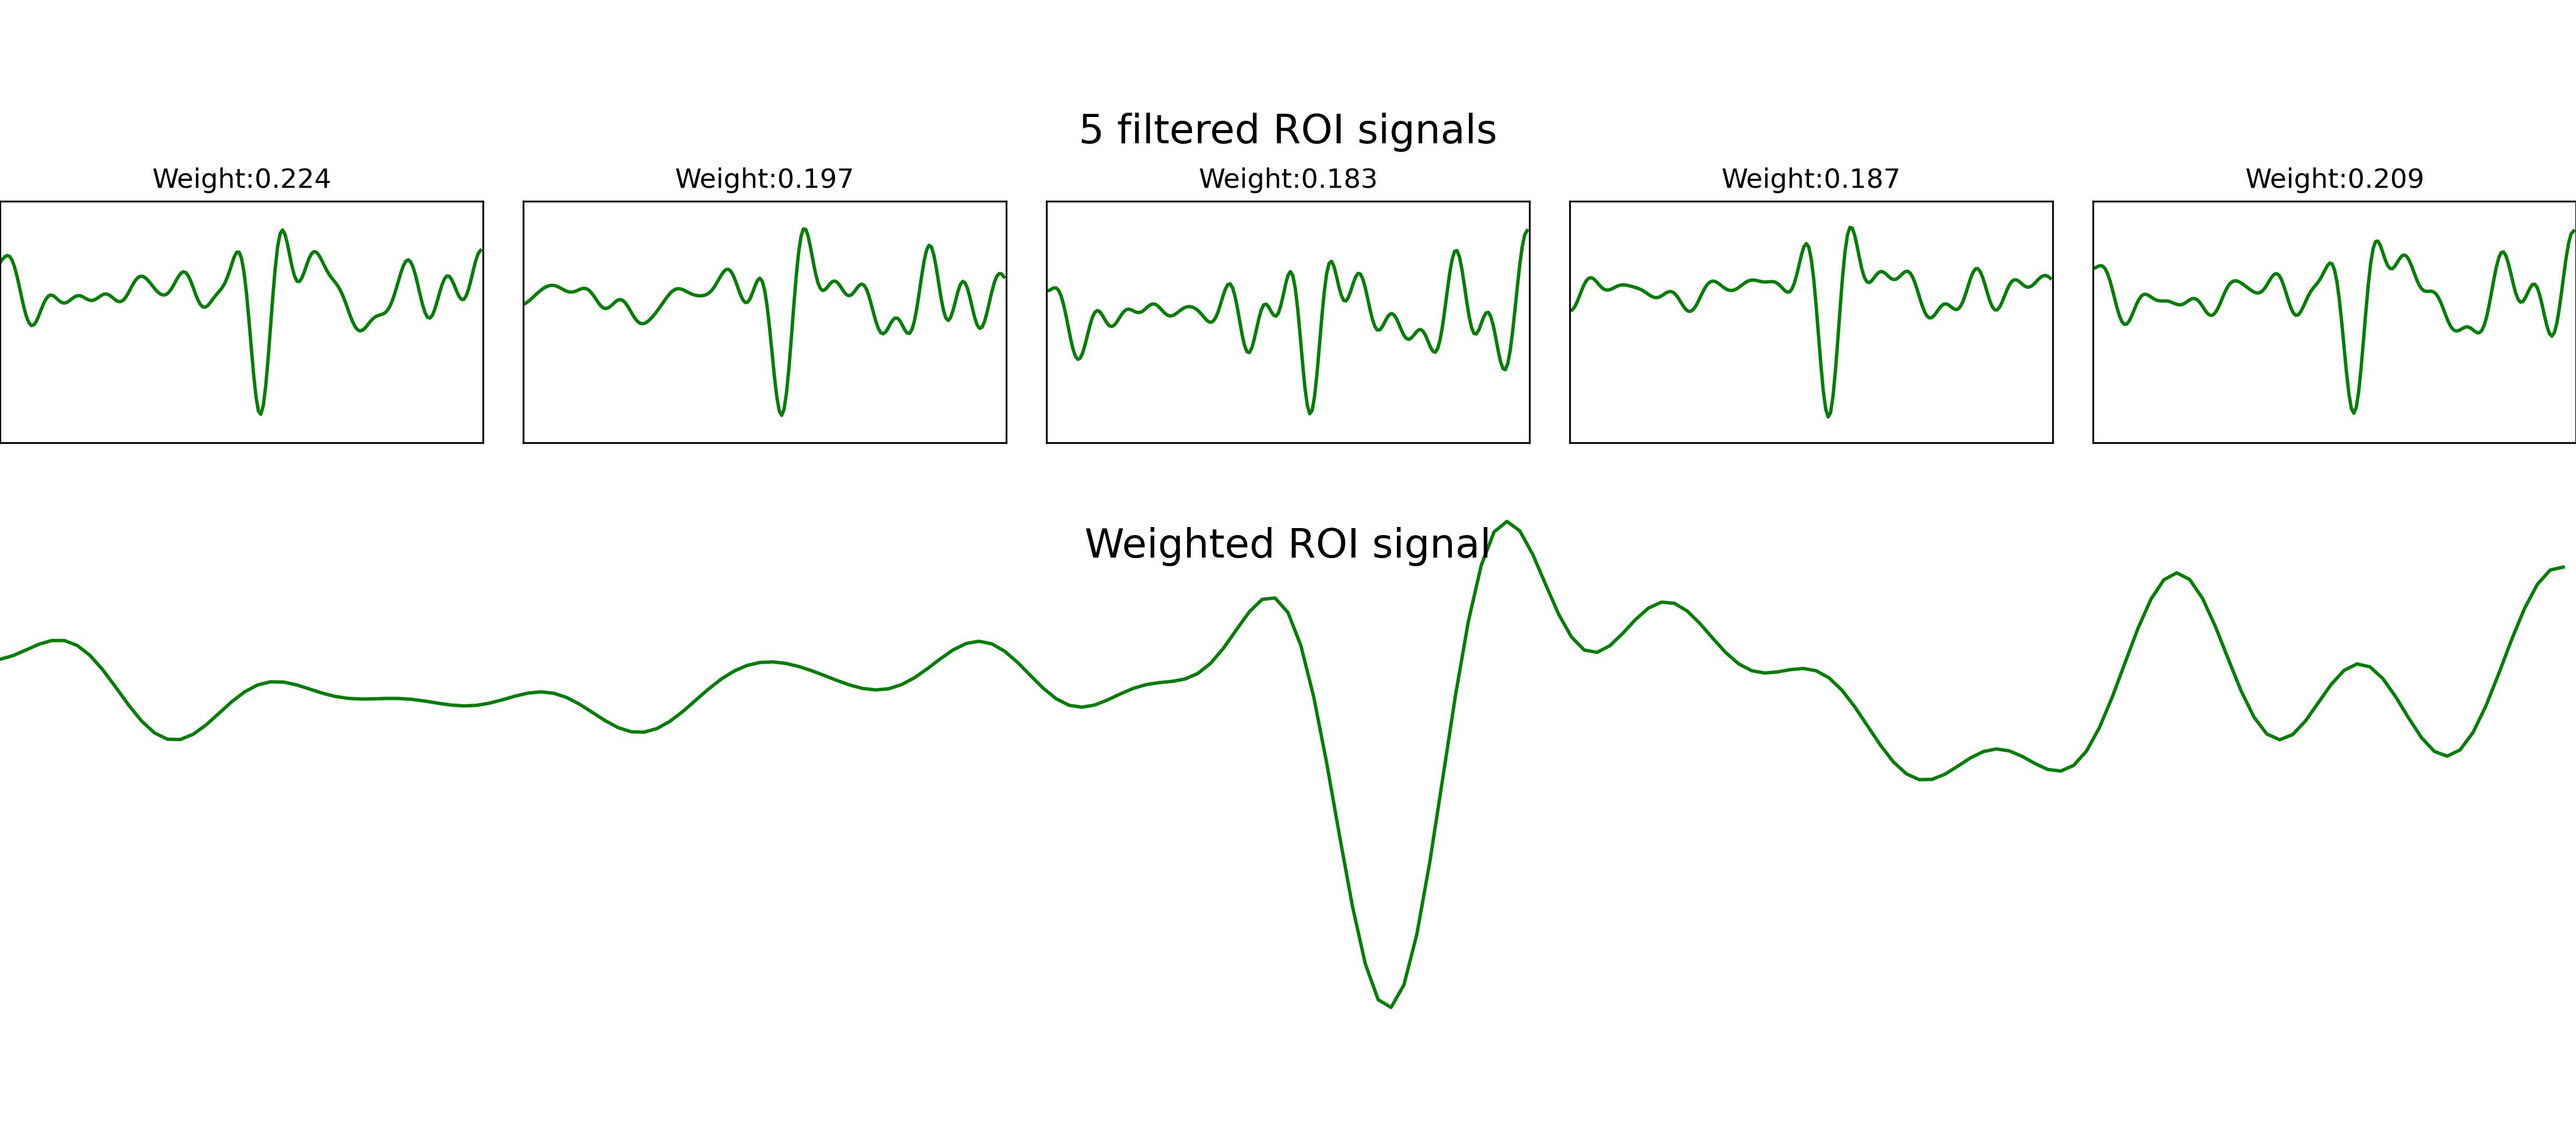 5 filtered ROI signals
Weight:0.224
Weight:0.197
Weight:0.183
Weight:0.187
Weight:0.209
Weighted ROI signal